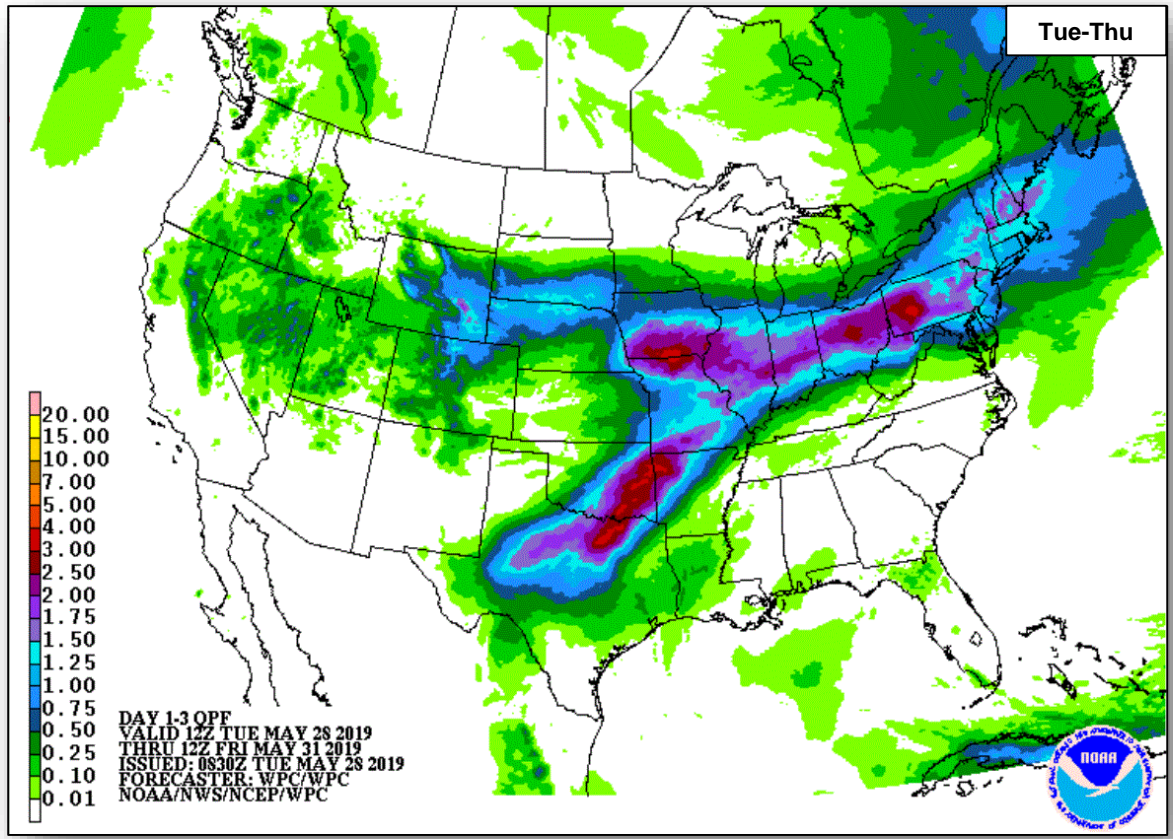 Tue-Thu
20.00
15.00
10.00
7.00
5.00
4.00
3.00
2.50
2.00
1.75
1.50
1.25
1.00
0.75
0.50
0.25
0.10
0.01
DAY 1-3 QPF
VALID 12Z TUE MAY 28 2019
THRU 12Z FRI MAY 31 2019
ISSUED: 0830Z TUE MAY 28 2019
FORECASTER: WPC/WPC
NOAA/NWS/NCEP/WPC
NOAA